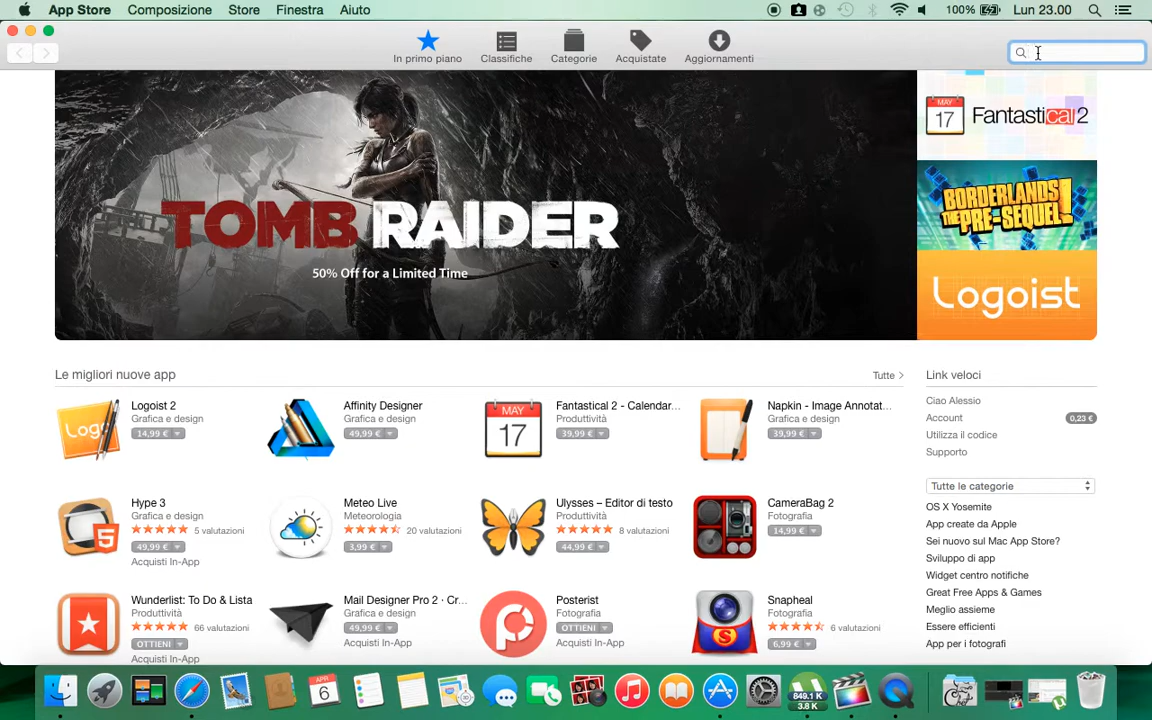 App Store Composizione Store Finestra Aiuto 100% Lun 23.00
In primo piano Classifiche Categorie Acquistate Aggiornamenti
TOMB RAIDER
50% Off for a Limited Time
MAY 17 Fantastical 2
BORDERLANDS THE PRE-SEQUEL!
Logoist
Le migliori nuove app Tutte >
Logoist 2
Grafica e design
14,99 €
Affinity Designer
Grafica e design
49,99 €
MAY 17
Fantastical 2 - Calendar...
Produttività
39,99 €
Napkin - Image Annotat...
Grafica e design
39,99 €
Hype 3
Grafica e design
5 valutazioni
49,99 €
Acquisti In-App
Meteo Live
Meteorologia
20 valutazioni
3,99 €
Ulysses – Editor di testo
Produttività
8 valutazioni
44,99 €
CameraBag 2
Fotografia
14,99 €
Wunderlist: To Do & Lista
Produttività
66 valutazioni
OTTIENI
Acquisti In-App
Mail Designer Pro 2 · Cr...
Grafica e design
49,99 €
Acquisti In-App
Posterist
Fotografia
OTTIENI
Acquisti In-App
Snapheal
Fotografia
6 valutazioni
6,99 €
Link veloci
Ciao Alessio
Account 0,23 €
Utilizza il codice
Supporto
Tutte le categorie
OS X Yosemite
App create da Apple
Sei nuovo sul Mac App Store?
Sviluppo di app
Widget centro notifiche
Great Free Apps & Games
Meglio assieme
Essere efficienti
App per i fotografi
APR 6
849.1 K
3.8 K